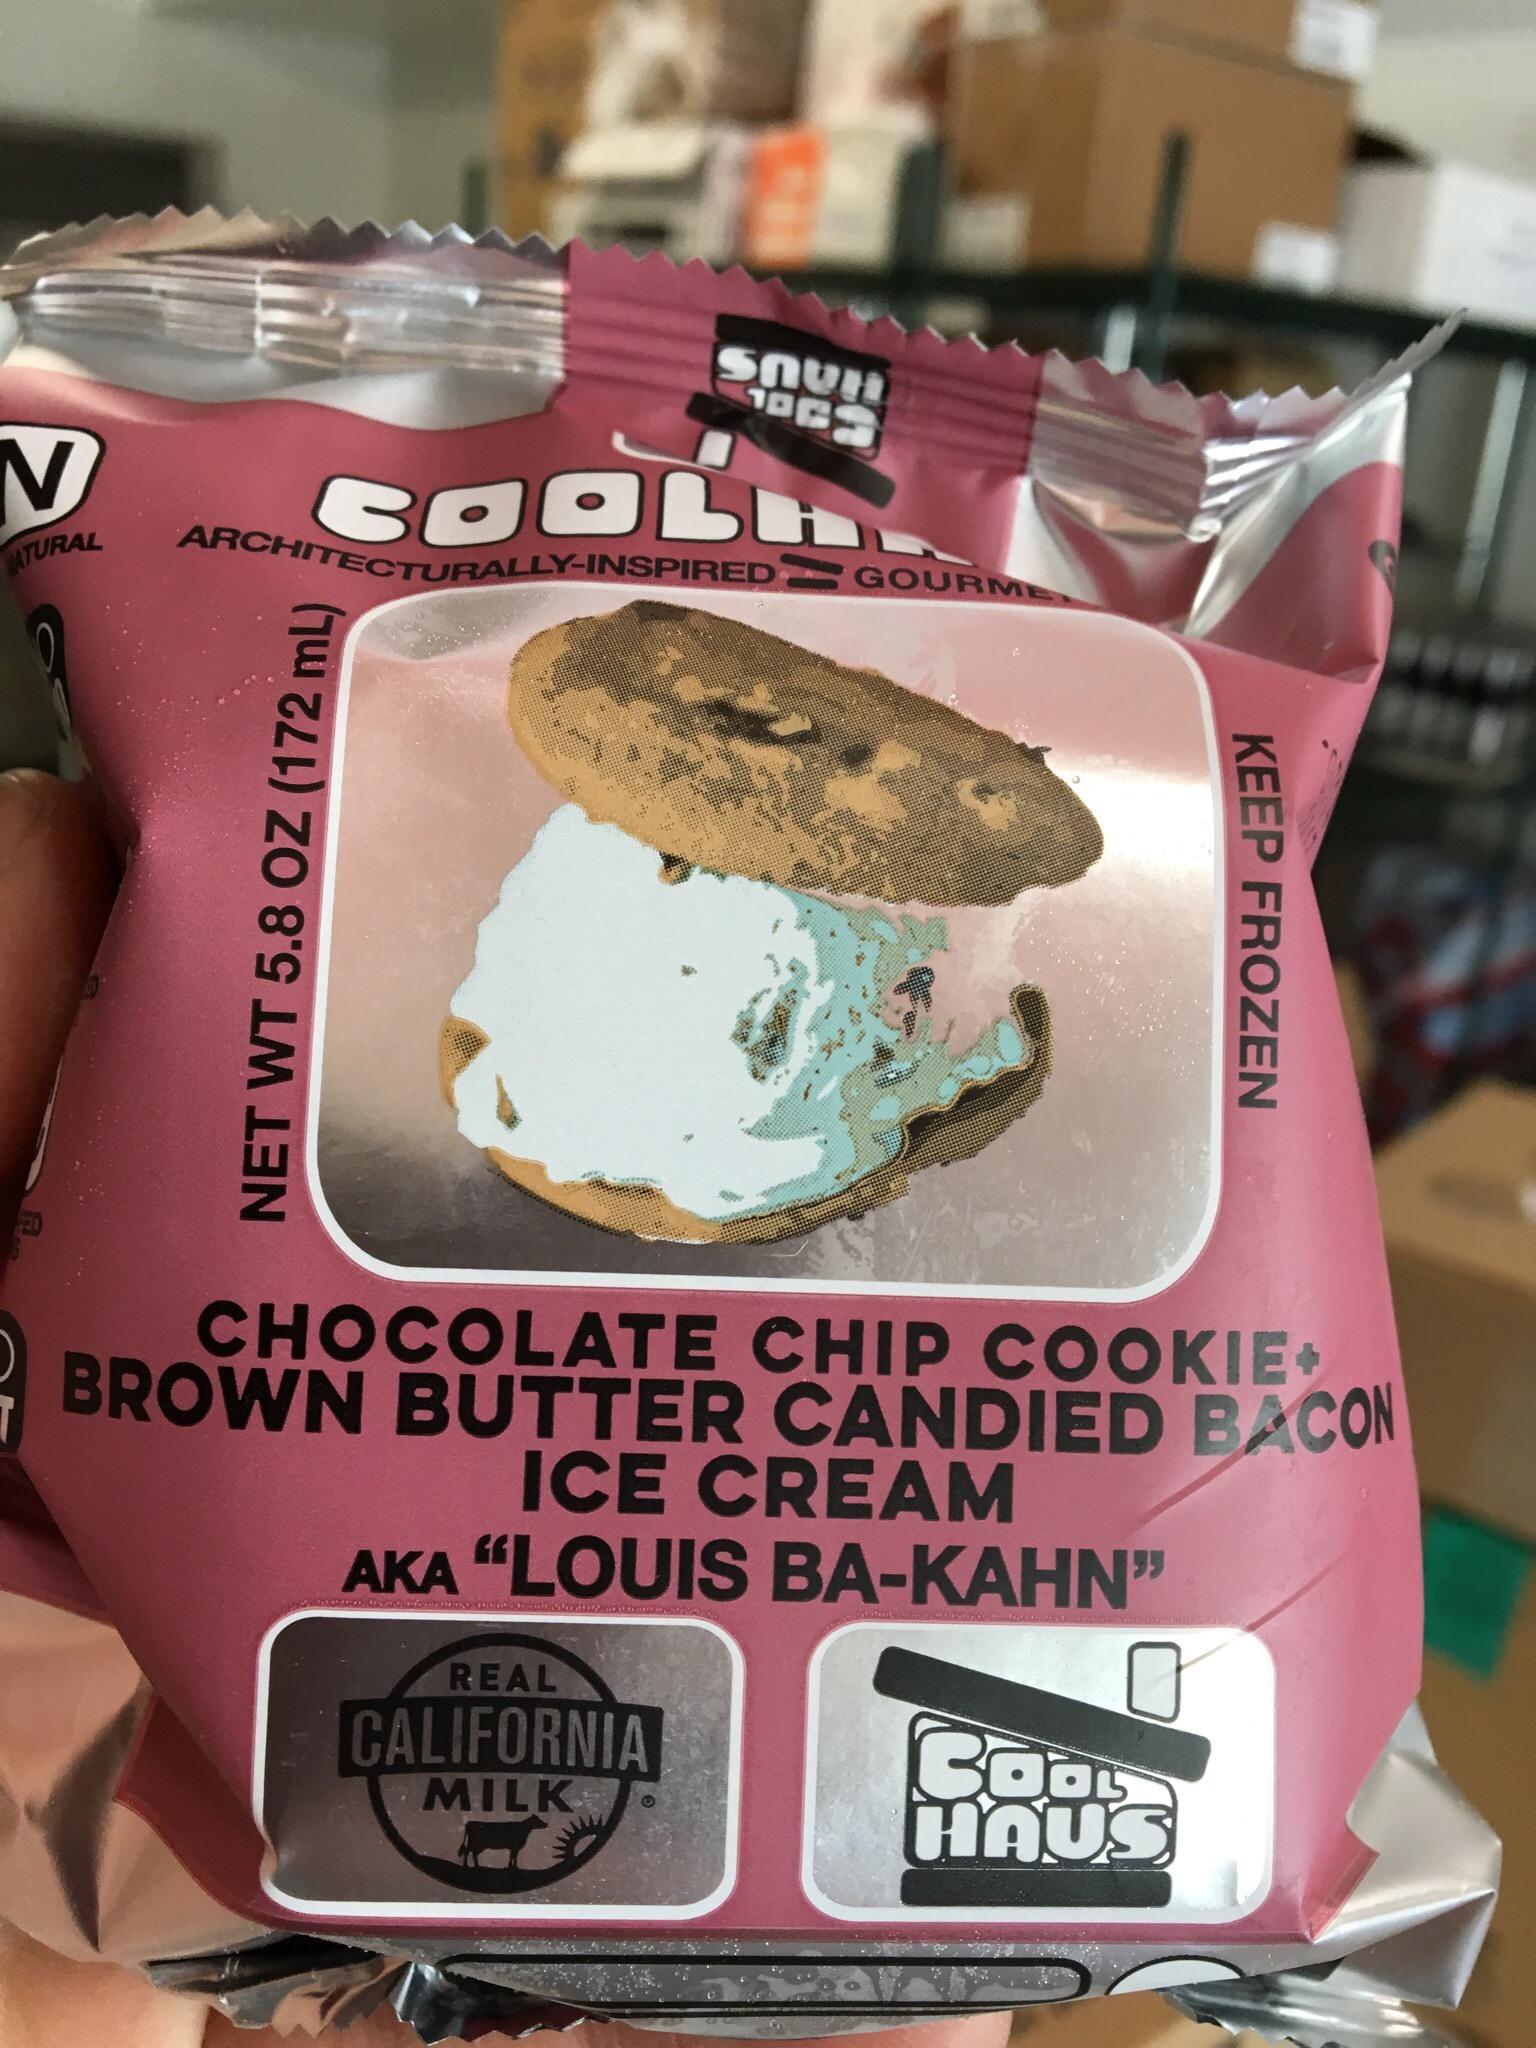 COOL
HAUS
N
NATURAL
COOLHA
ARCHITECTURALLY-INSPIRED = GOURMET
NET WT 5.8 OZ (172 mL)
KEEP FROZEN
CHOCOLATE CHIP COOKIE+
BROWN BUTTER CANDIED BACON
ICE CREAM
AKA "LOUIS BA-KAHN"
REAL
CALIFORNIA
MILK
®
COOL
HAUS